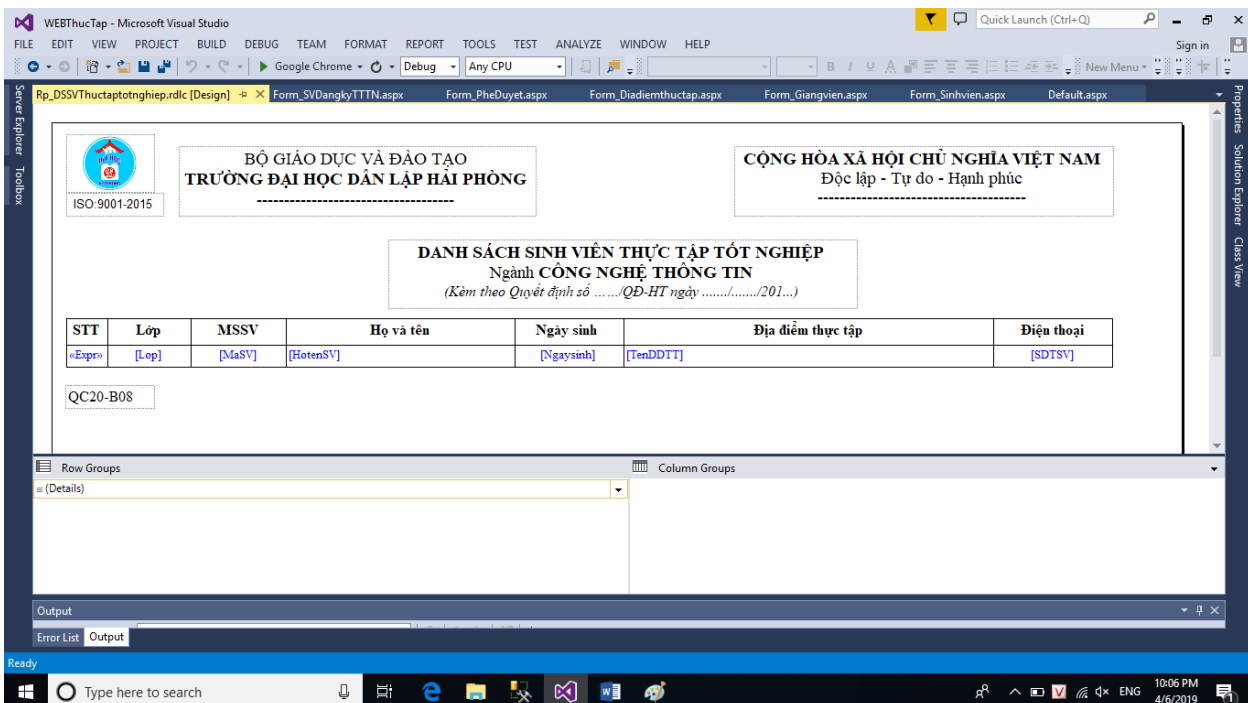 WEBThucTap - Microsoft Visual Studio
Quick Launch (Ctrl+Q)
FILE EDIT VIEW PROJECT BUILD DEBUG TEAM FORMAT REPORT TOOLS TEST ANALYZE WINDOW HELP
Sign in
Google Chrome Debug Any CPU New Menu
Server Explorer
Toolbox
Rp_DSSVThuctaptotnghiep.rdlc [Design] Form_SVDangkyTTTN.aspx Form_PheDuyet.aspx Form_Diadiemthuctap.aspx Form_Giangvien.aspx Form_Sinhvien.aspx Default.aspx
Properties
Solution Explorer
Class View
BỘ GIÁO DỤC VÀ ĐÀO TẠO
TRƯỜNG ĐẠI HỌC DÂN LẬP HẢI PHÒNG
------------------------------------
ISO:9001-2015
CỘNG HÒA XÃ HỘI CHỦ NGHĨA VIỆT NAM
Độc lập - Tự do - Hạnh phúc
--------------------------------------
DANH SÁCH SINH VIÊN THỰC TẬP TỐT NGHIỆP
Ngành CÔNG NGHỆ THÔNG TIN
(Kèm theo Quyết định số ....../QĐ-HT ngày ......./......./201...)
STT Lớp MSSV Họ và tên Ngày sinh Địa điểm thực tập Điện thoại
«Expr» [Lop] [MaSV] [HotenSV] [Ngaysinh] [TenDDTT] [SDTSV]
QC20-B08
Row Groups
Column Groups
(Details)
Output
Error List Output
Ready
Type here to search
ENG
10:06 PM
4/6/2019